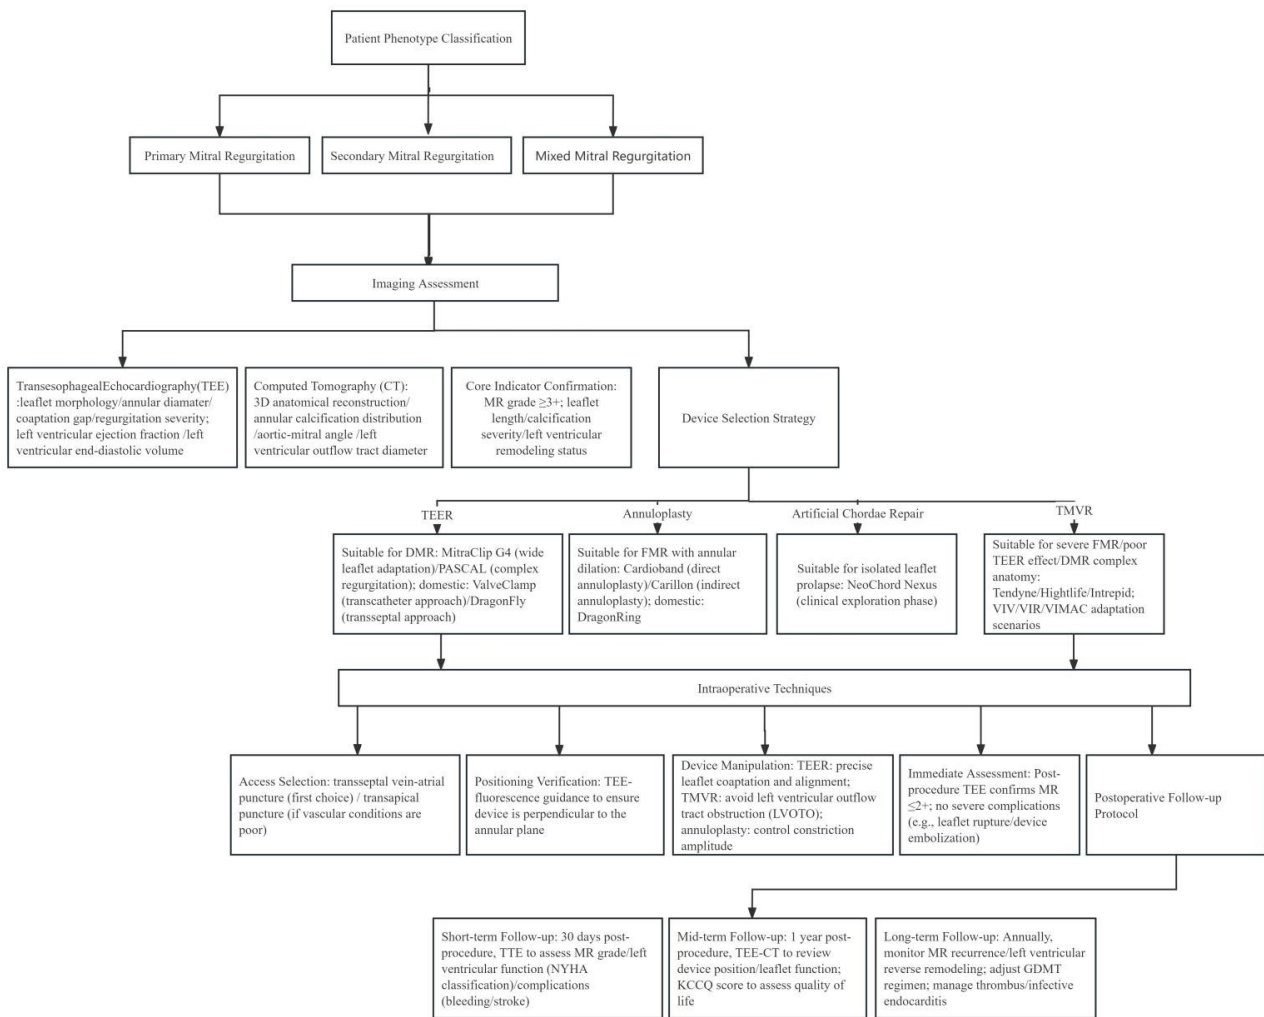 Patient Phenotype Classification
Primary Mitral Regurgitation
Secondary Mitral Regurgitation
Mixed Mitral Regurgitation
Imaging Assessment
TransesophagealEchocardiography(TEE)
:leaflet morphology/annular diamater/
coaptation gap/regurgitation severity;
left ventricular ejection fraction /left
ventricular end-diastolic volume
Computed Tomography (CT):
3D anatomical reconstruction/
annular calcification distribution
/aortic-mitral angle /left
ventricular outflow tract diameter
Core Indicator Confirmation:
MR grade ≥3+; leaflet
length/calcification
severity/left ventricular
remodeling status
Device Selection Strategy
TEER
Annuloplasty
Artificial Chordae Repair
TMVR
Suitable for DMR: MitraClip G4 (wide
leaflet adaptation)/PASCAL (complex
regurgitation); domestic: ValveClamp
(transcatheter approach)/DragonFly
(transseptal approach)
Suitable for FMR with annular
dilation: Cardioband (direct
annuloplasty)/Carillon (indirect
annuloplasty); domestic:
DragonRing
Suitable for isolated leaflet
prolapse: NeoChord Nexus
(clinical exploration phase)
Suitable for severe FMR/poor
TEER effect/DMR complex
anatomy:
Tendyne/Hightlife/Intrepid;
VIV/VIR/VIMAC adaptation
scenarios
Intraoperative Techniques
Access Selection: transseptal vein-atrial
puncture (first choice) / transapical
puncture (if vascular conditions are
poor)
Positioning Verification: TEE-
fluorescence guidance to ensure
device is perpendicular to the
annular plane
Device Manipulation: TEER: precise
leaflet coaptation and alignment;
TMVR: avoid left ventricular outflow
tract obstruction (LVOTO);
annuloplasty: control constriction
amplitude
Immediate Assessment: Post-
procedure TEE confirms MR
≤2+; no severe complications
(e.g., leaflet rupture/device
embolization)
Postoperative Follow-up
Protocol
Short-term Follow-up: 30 days post-
procedure, TTE to assess MR grade/left
ventricular function (NYHA
classification)/complications
(bleeding/stroke)
Mid-term Follow-up: 1 year post-
procedure, TEE-CT to review
device position/leaflet function;
KCCQ score to assess quality of
life
Long-term Follow-up: Annually,
monitor MR recurrence/left ventricular
reverse remodeling; adjust GDMT
regimen; manage thrombus/infective
endocarditis